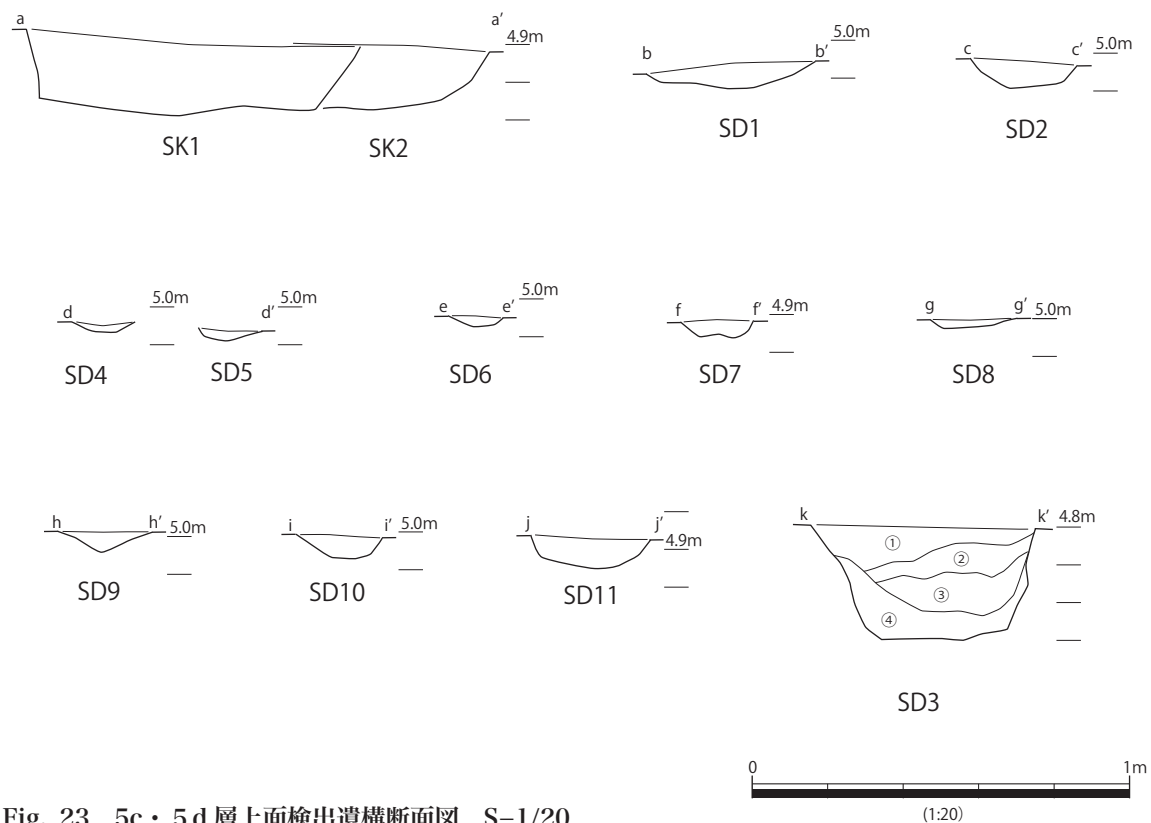 a a′ 4.9m
SK1 SK2
b b′ 5.0m
SD1
c c′ 5.0m
SD2
d 5.0m
SD4
d′ 5.0m
SD5
e e′ 5.0m
SD6
f f′ 4.9m
SD7
g g′ 5.0m
SD8
h h′ 5.0m
SD9
i i′ 5.0m
SD10
j j′ 4.9m
SD11
k k′ 4.8m
①
②
③
④
SD3
0 1m
(1:20)
Fig. 23 5c・5d 層上面検出遺構断面図 S-1/20